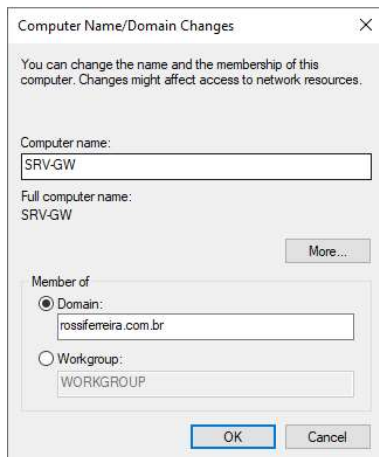 Computer Name/Domain Changes
You can change the name and the membership of this
computer. Changes might affect access to network resources.
Computer name:
SRV-GW
Full computer name:
SRV-GW
More...
Member of
Domain:
rossiferreira.com.br
Workgroup:
WORKGROUP
OK Cancel